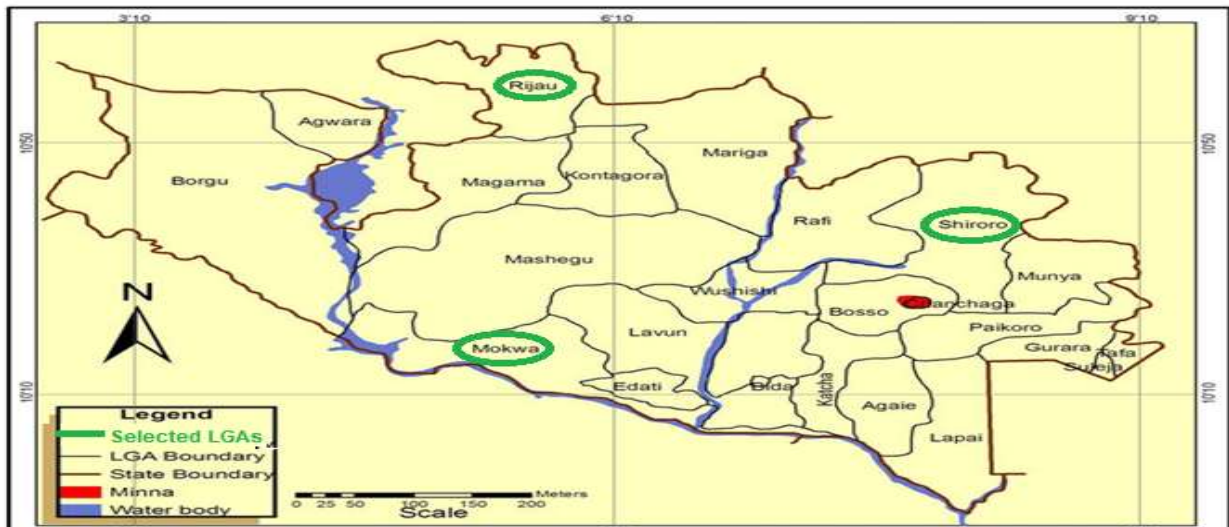 3'10
6'10
9'10
Rijau
Agwara
10'50
10'50
Mariga
Borgu
Magama
Kontagora
Rafi
Shiroro
Mashegu
Munya
N
Wushishi
Chanchaga
Bosso
Lavun
Paikoro
Mokwa
Gurara
Tafa
Suleja
Edati
Bida
Katcha
10'10
10'10
Agaie
Lapai
Legend
Selected LGAs
LGA Boundary
State Boundary
Minna
Water body
Meters
0 25 50 100 150 200
Scale